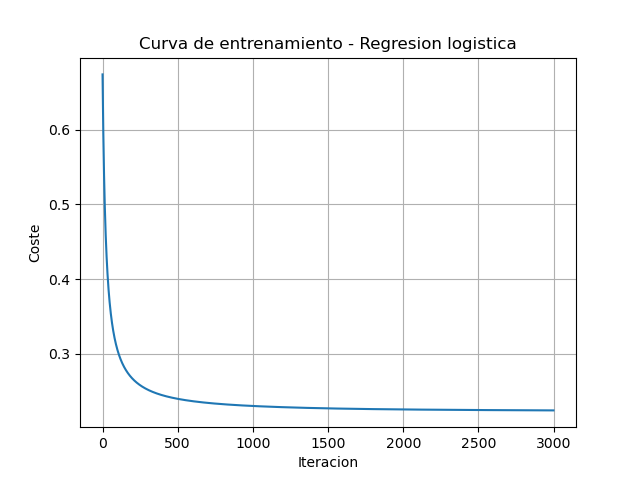 Curva de entrenamiento - Regresion logistica
0.6
0.5
0.4
0.3
Coste
0 500 1000 1500 2000 2500 3000
Iteracion